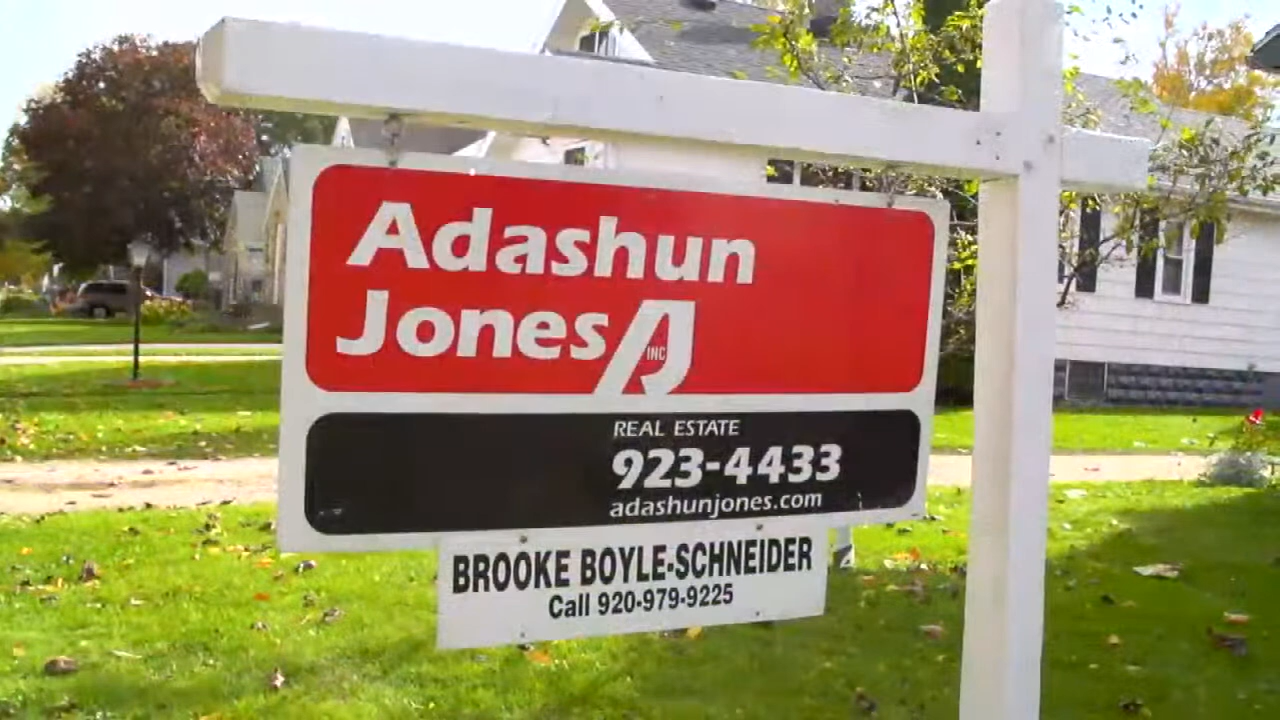 Adashun
Jones
INC
REAL ESTATE
923-4433
adashunjones.com
BROOKE BOYLE-SCHNEIDER
Call 920-979-9225